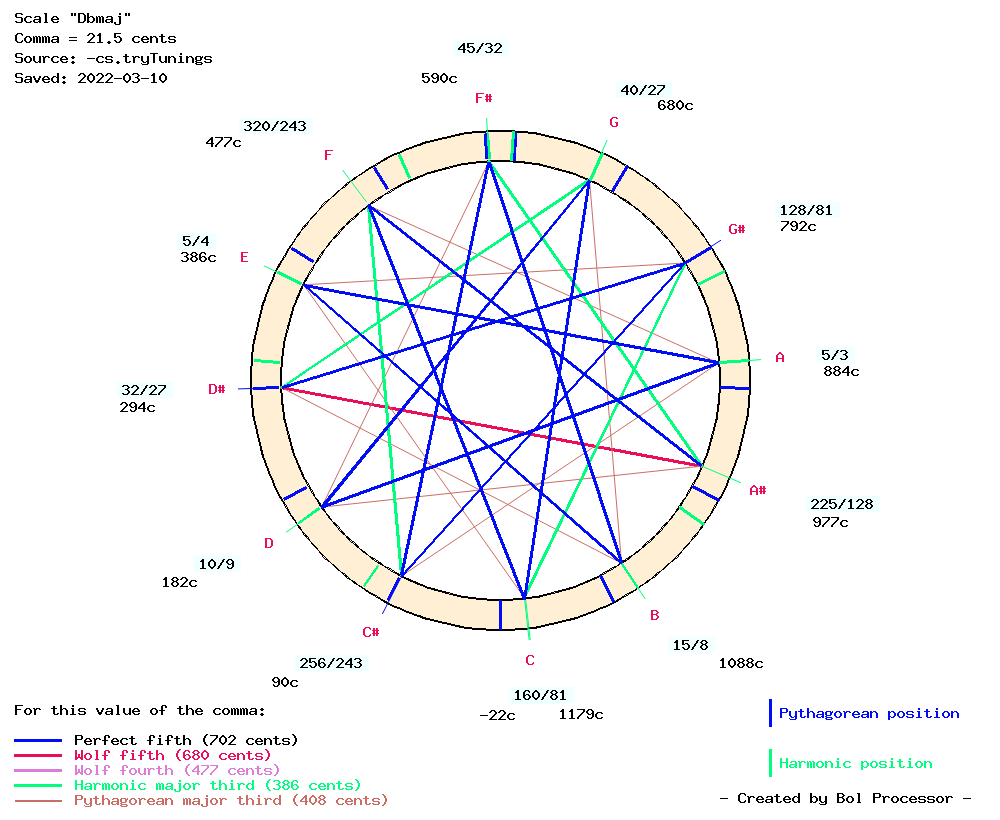 Scale "Dbmaj"
Comma = 21.5 cents
Source: -cs.tryTunings
Saved: 2022-03-10
45/32
590c
F#
40/27
680c
G
320/243
477c
F
128/81
792c
G#
5/4
386c
E
A
5/3
884c
32/27
294c
D#
A#
225/128
977c
D
10/9
182c
C#
256/243
90c
B
15/8
1088c
C
160/81
-22c 1179c
For this value of the comma:
Perfect fifth (702 cents)
Wolf fifth (680 cents)
Wolf fourth (477 cents)
Harmonic major third (386 cents)
Pythagorean major third (408 cents)
Pythagorean position
Harmonic position
- Created by Bol Processor -